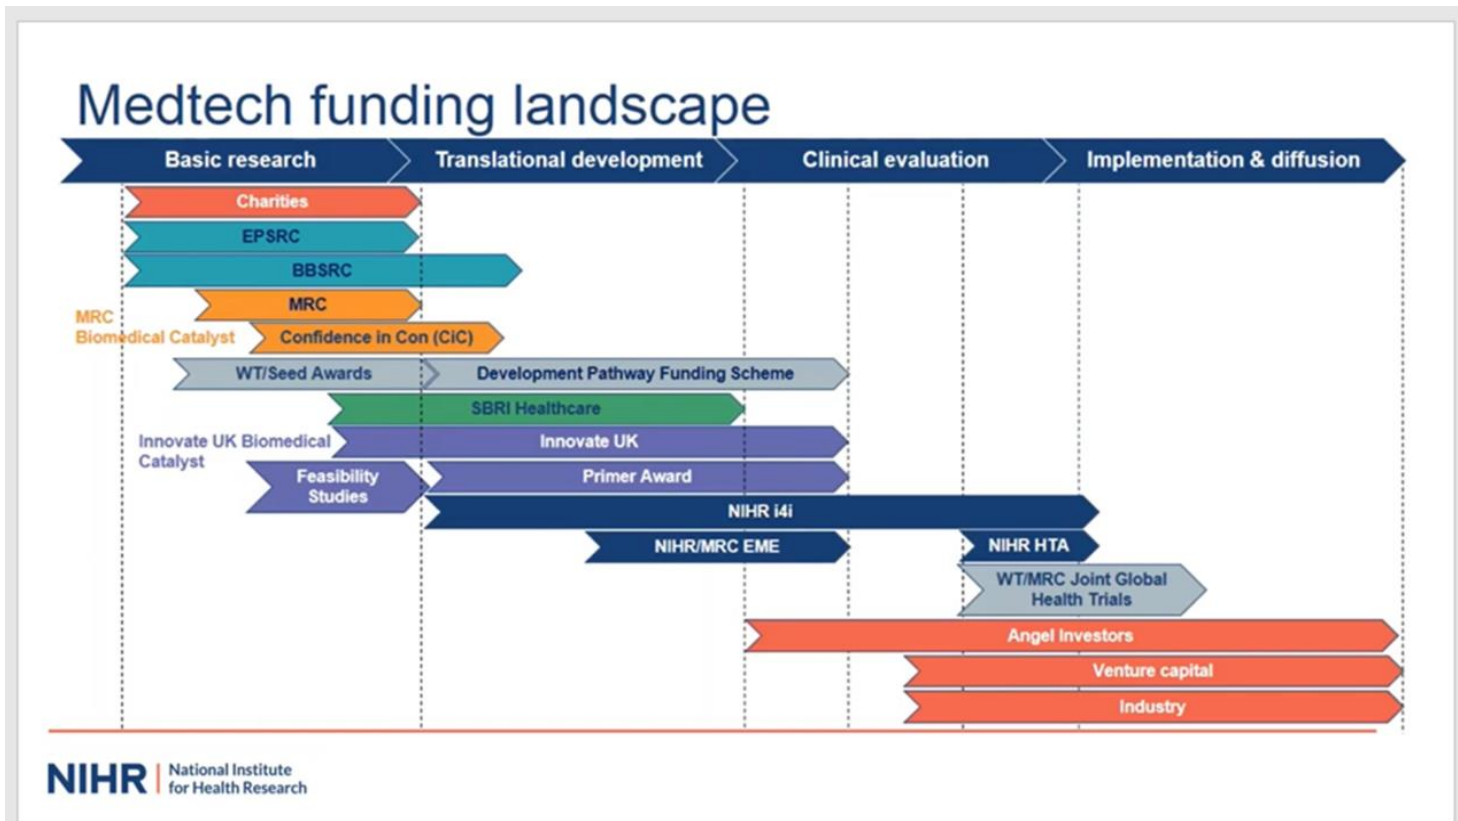 Medtech funding landscape
Basic research
Translational development
Clinical evaluation
Implementation & diffusion
Charities
EPSRC
BBSRC
MRC
MRC
Biomedical Catalyst
Confidence in Con (CiC)
WT/Seed Awards
Development Pathway Funding Scheme
SBRI Healthcare
Innovate UK Biomedical
Catalyst
Innovate UK
Feasibility
Studies
Primer Award
NIHR i4i
NIHR/MRC EME
NIHR HTA
WT/MRC Joint Global
Health Trials
Angel Investors
Venture capital
Industry
NIHR
National Institute
for Health Research